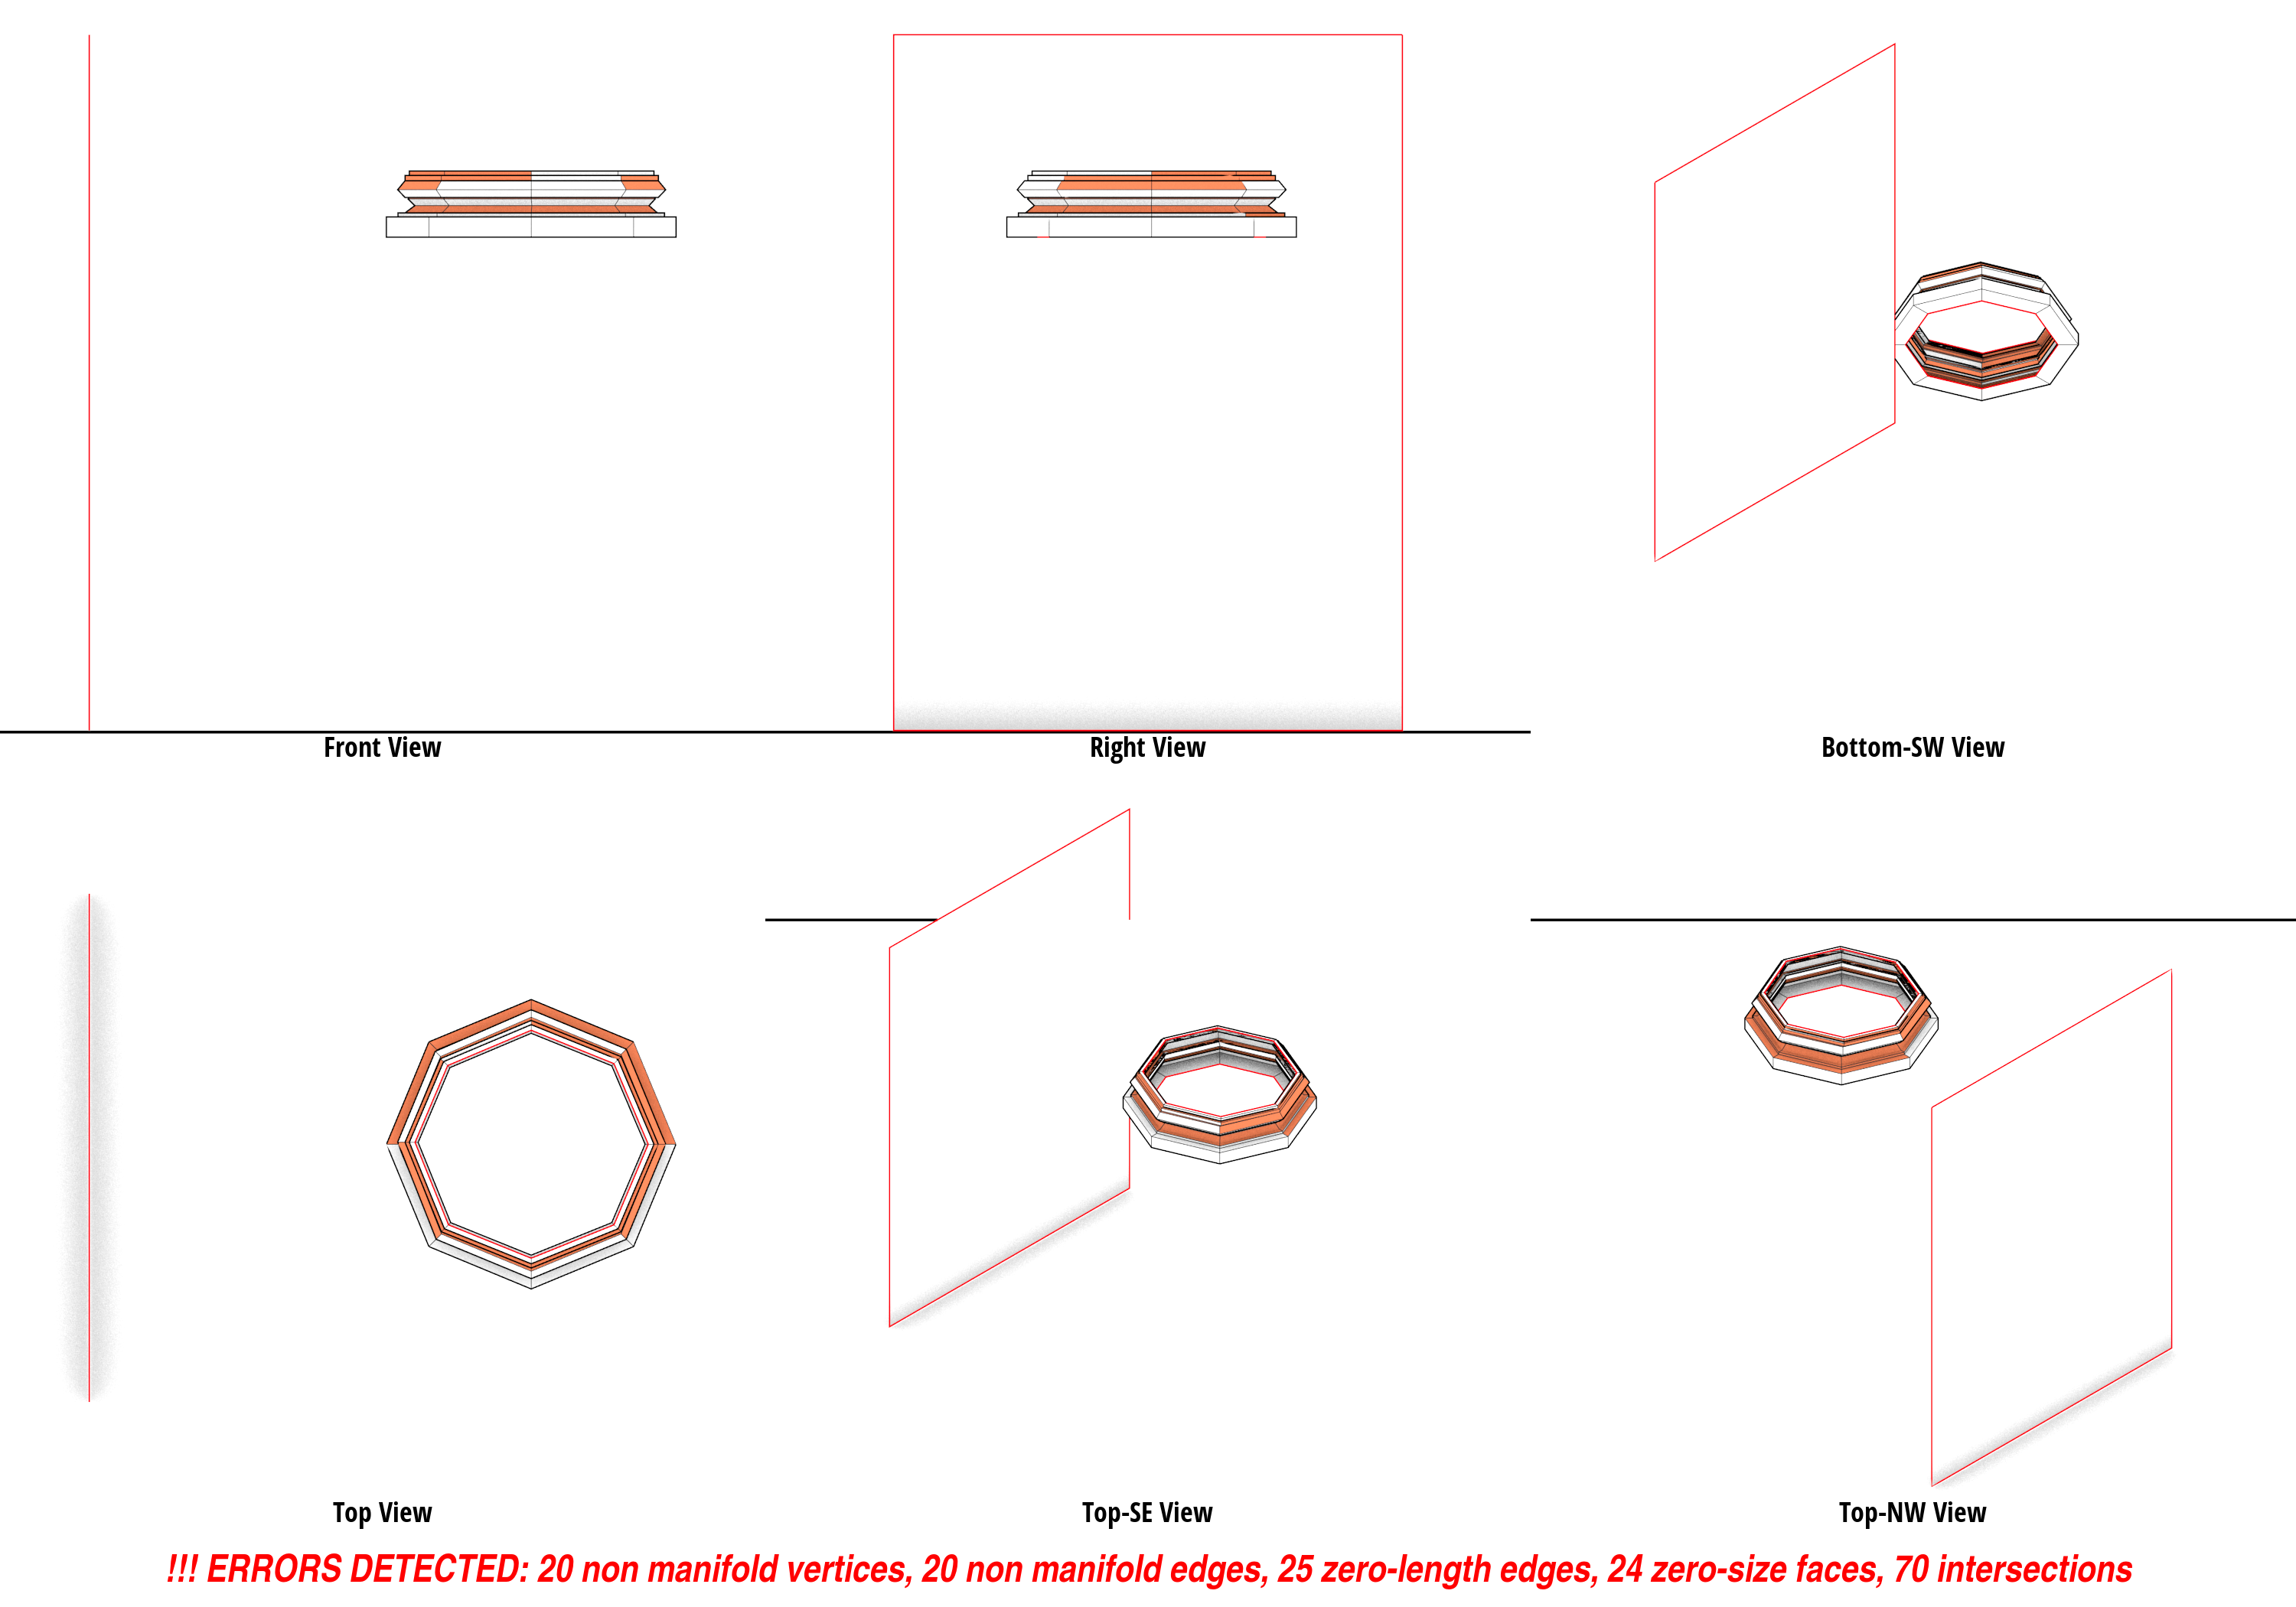 Front View
Right View
Bottom-SW View
Top View
Top-SE View
Top-NW View
!!! ERRORS DETECTED: 20 non manifold vertices, 20 non manifold edges, 25 zero-length edges, 24 zero-size faces, 70 intersections